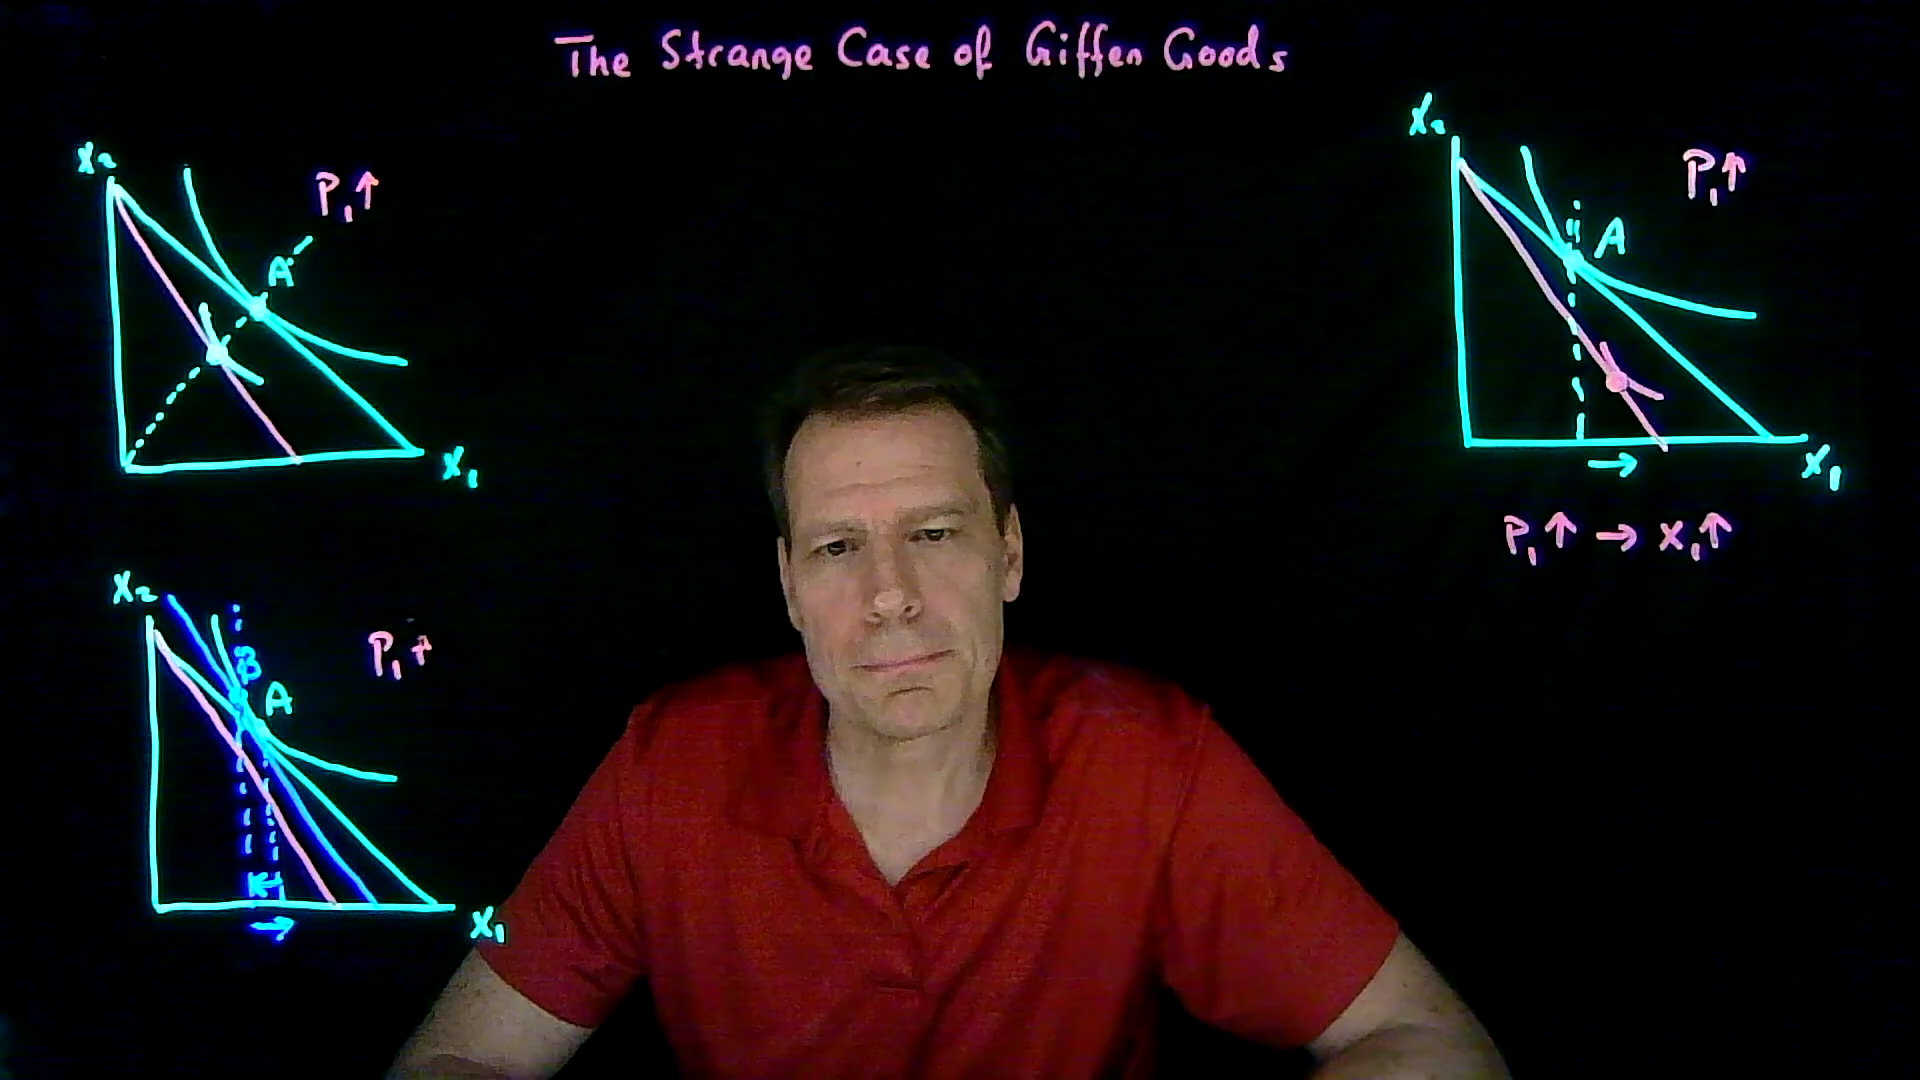 The Strange Case of Giffen Goods
X₂
P₁↑
A
X₁
X₂
P₁↑
B
A
X₁
X₂
P₁↑
A
X₁
P₁↑ → X₁↑